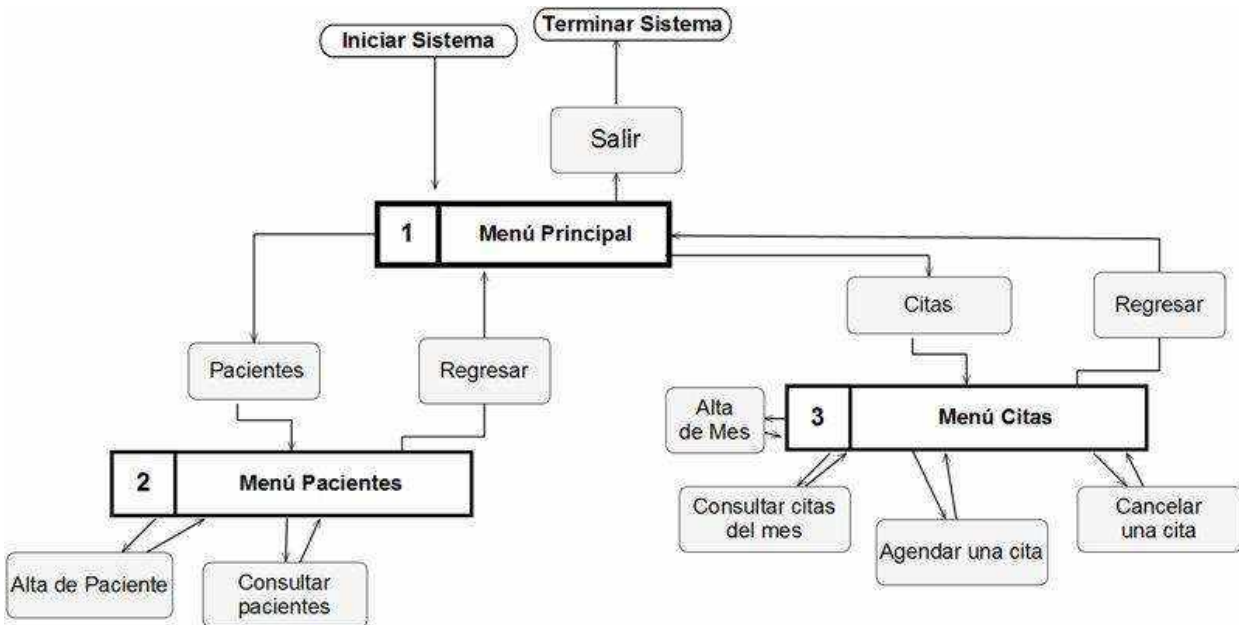 Terminar Sistema
Iniciar Sistema
Salir
1 Menú Principal
Citas
Regresar
Pacientes
Regresar
Alta
de Mes
3 Menú Citas
2 Menú Pacientes
Consultar citas
del mes
Agendar una cita
Cancelar
una cita
Alta de Paciente
Consultar
pacientes